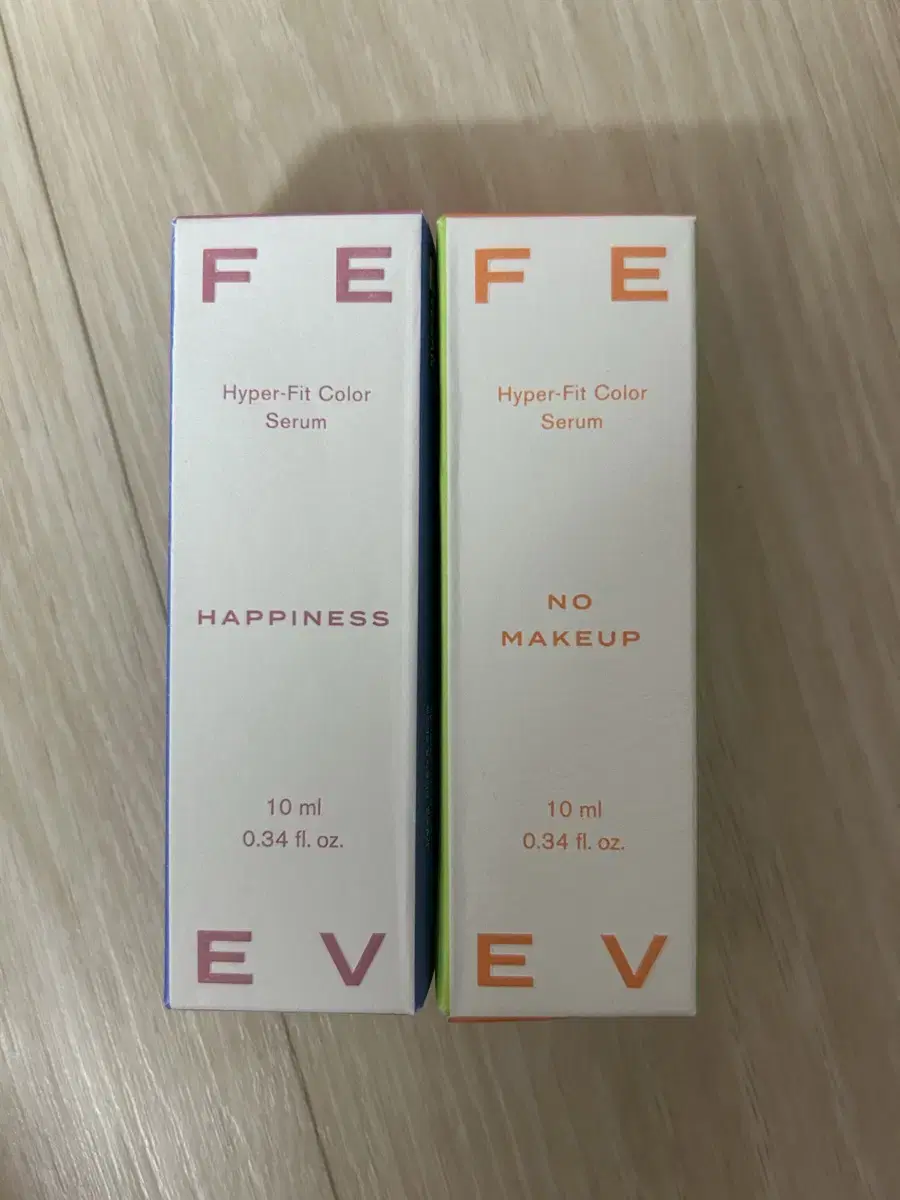 F E
Hyper-Fit Color
Serum
HAPPINESS
10 ml
0.34 fl. oz.
E V
F E
Hyper-Fit Color
Serum
NO
MAKEUP
10 ml
0.34 fl. oz.
E V